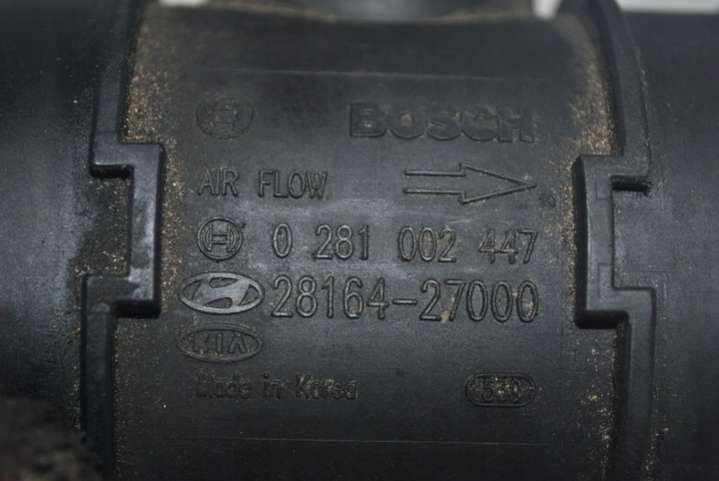 BOSCH
AIR FLOW
0 281 002 447
28164-27000
KIA
Made in Korea